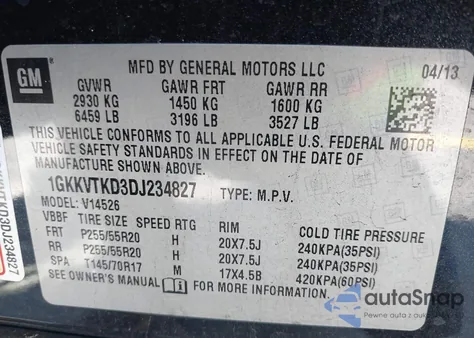 GM
MFD BY GENERAL MOTORS LLC
04/13
GVWR GAWR FRT GAWR RR
2930 KG 1450 KG 1600 KG
6459 LB 3196 LB 3527 LB
THIS VEHICLE CONFORMS TO ALL APPLICABLE U.S. FEDERAL MOTOR
VEHICLE SAFETY STANDARDS IN EFFECT ON THE DATE OF
MANUFACTURE SHOWN ABOVE.
1GKKVTKD3DJ234827 TYPE: M.P.V.
MODEL: V14526
VBBF TIRE SIZE SPEED RTG RIM COLD TIRE PRESSURE
FRT P255/55R20 H 20X7.5J 240KPA(35PSI)
RR P255/55R20 H 20X7.5J 240KPA(35PSI)
SPA T145/70R17 M 17X4.5B 420KPA(60PSI)
SEE OWNER'S MANUAL FOR MORE INFORMATION
KD3DJ234827
autoSnap
Pewne auto z